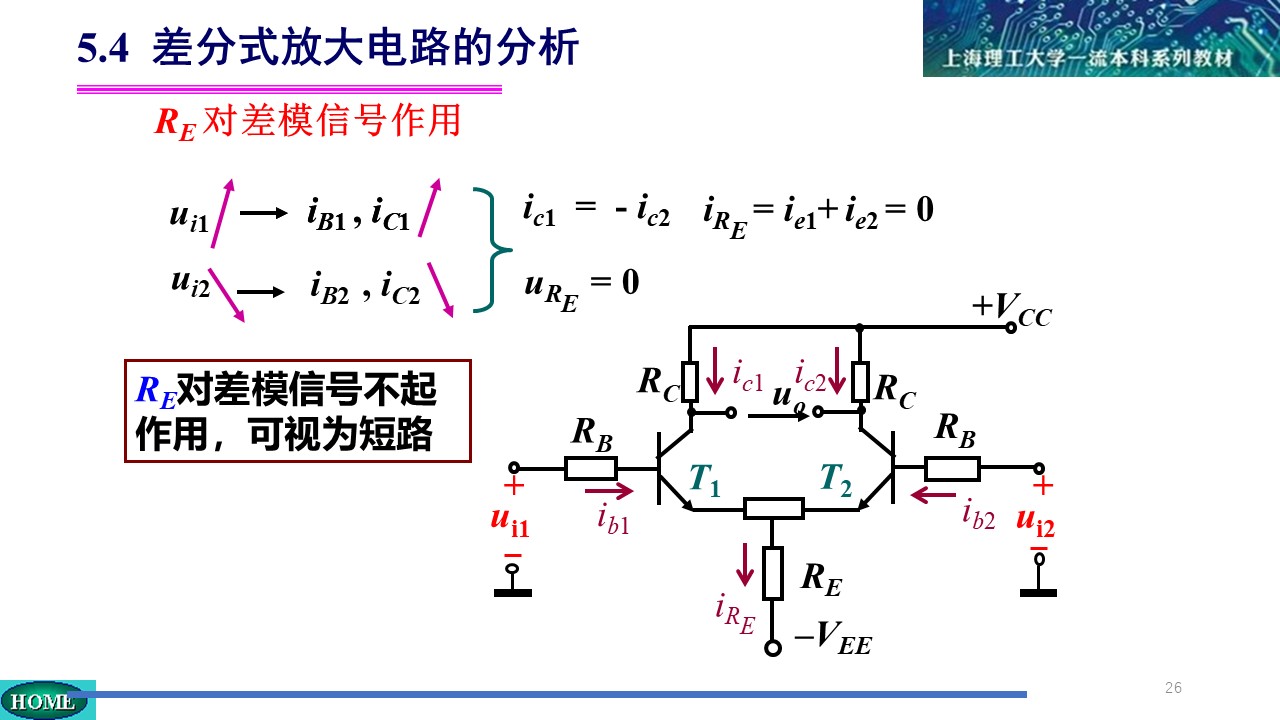 5.4 差分式放大电路的分析
上海理工大学一流本科系列教材
RE 对差模信号作用
ui1 → iB1 , iC1
ui2 → iB2 , iC2
ic1 = - ic2 iRE = ie1+ ie2 = 0
uRE = 0
RE对差模信号不起
作用，可视为短路
+VCC
RC ic1 ic2 RC
uo
RB RB
T1 T2
+ +
ui1 ib1 ib2 ui2
– –
iRE RE
–VEE
HOME
26